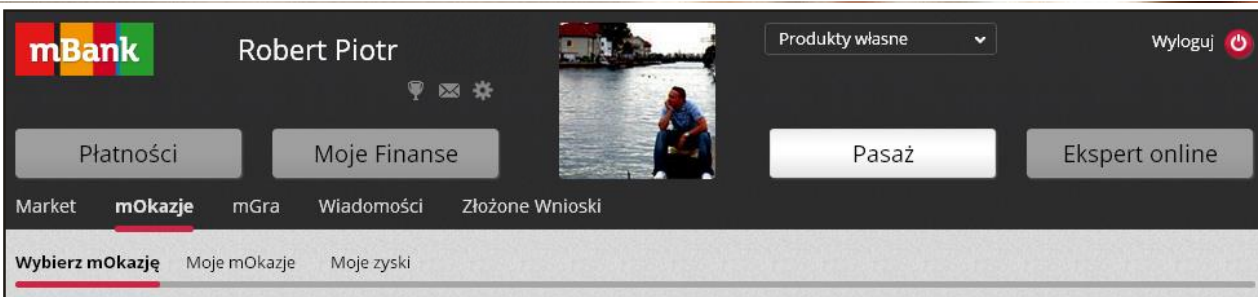 mBank
Robert Piotr
Produkty własne
Wyloguj
Płatności
Moje Finanse
Pasaż
Ekspert online
Market mOkazje mGra Wiadomości Złożone Wnioski
Wybierz mOkazję Moje mOkazje Moje zyski